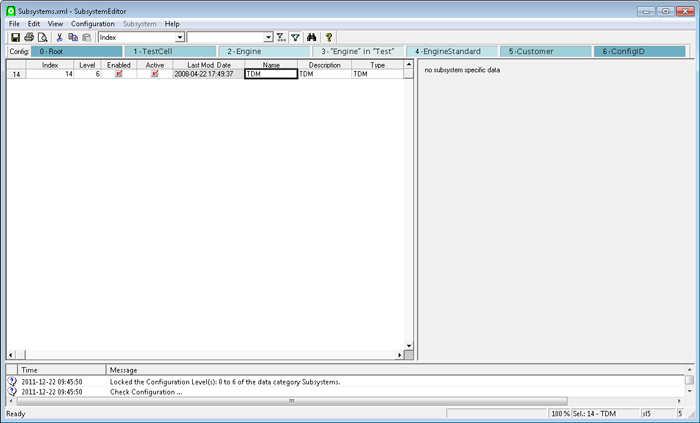 Subsystems.xml - SubsystemEditor
File Edit View Configuration Subsystem Help
Index
Config: 0 - Root 1 - TestCell 2 - Engine 3 - "Engine" in "Test" 4 - EngineStandard 5 - Customer 6 - ConfigID
Index Level Enabled Active Last Mod. Date Name Description Type
14 14 6 2008-04-22 17:49:37 TDM TDM TDM
no subsystem specific data
Time Message
2011-12-22 09:45:50 Locked the Configuration Level(s): 0 to 6 of the data category Subsystems.
2011-12-22 09:45:50 Check Configuration ...
Ready 100 % Sel.: 14 - TDM sl5 5